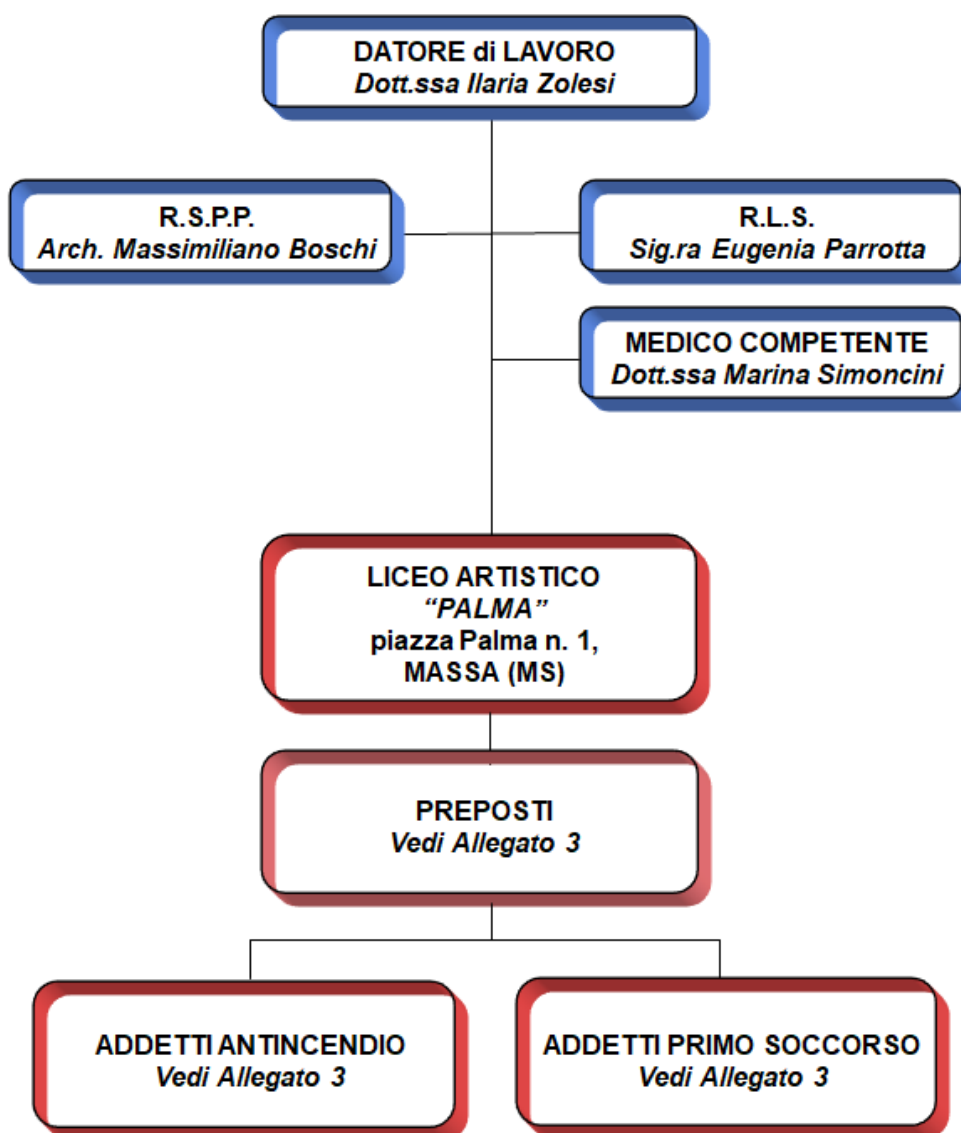 DATORE di LAVORO
Dott.ssa Ilaria Zolesi
R.S.P.P.
Arch. Massimiliano Boschi
R.L.S.
Sig.ra Eugenia Parrotta
MEDICO COMPETENTE
Dott.ssa Marina Simoncini
LICEO ARTISTICO
“PALMA”
piazza Palma n. 1,
MASSA (MS)
PREPOSTI
Vedi Allegato 3
ADDETTI ANTINCENDIO
Vedi Allegato 3
ADDETTI PRIMO SOCCORSO
Vedi Allegato 3